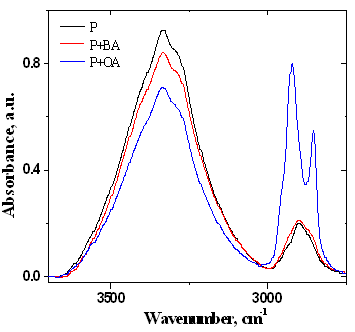 P
P+BA
P+OA
0.8
0.4
0.0
3500
3000
Absorbance, a.u.
Wavenumber, cm⁻¹